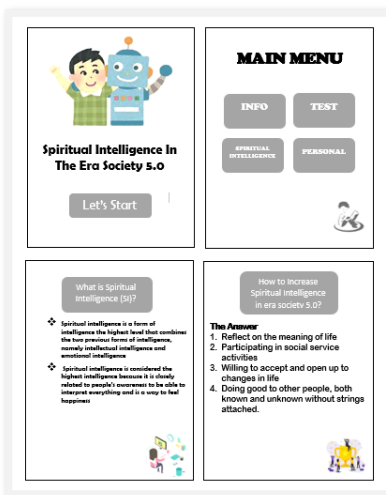 Spiritual Intelligence In
The Era Society 5.0
Let's Start
MAIN MENU
INFO
TEST
SPIRITUAL
INTELLIGENCE
PERSONAL
What is Spiritual
Intelligence (SI)?
❖ Spiritual intelligence is a form of
intelligence the highest level that combines
the two previous forms of intelligence,
namely intellectual intelligence and
emotional intelligence
❖ Spiritual intelligence is considered the
highest intelligence because it is closely
related to people's awareness to be able to
interpret everything and is a way to feel
happiness
How to Increase
Spiritual Intelligence
in era society 5.0?
The Answer
1. Reflect on the meaning of life
2. Participating in social service
activities
3. Willing to accept and open up to
changes in life
4. Doing good to other people, both
known and unknown without strings
attached.